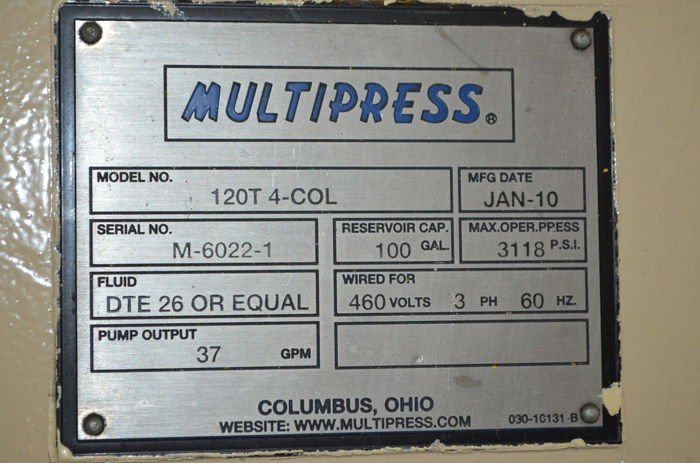 MULTIPRESS®
MODEL NO. MFG DATE
120T 4-COL JAN-10
SERIAL NO. RESERVOIR CAP. MAX.OPER.PPESS
M-6022-1 100 GAL. 3118 P.S.I.
FLUID WIRED FOR
DTE 26 OR EQUAL 460 VOLTS 3 PH 60 HZ.
PUMP OUTPUT
37 GPM
COLUMBUS, OHIO
WEBSITE: WWW.MULTIPRESS.COM 030-10131-B